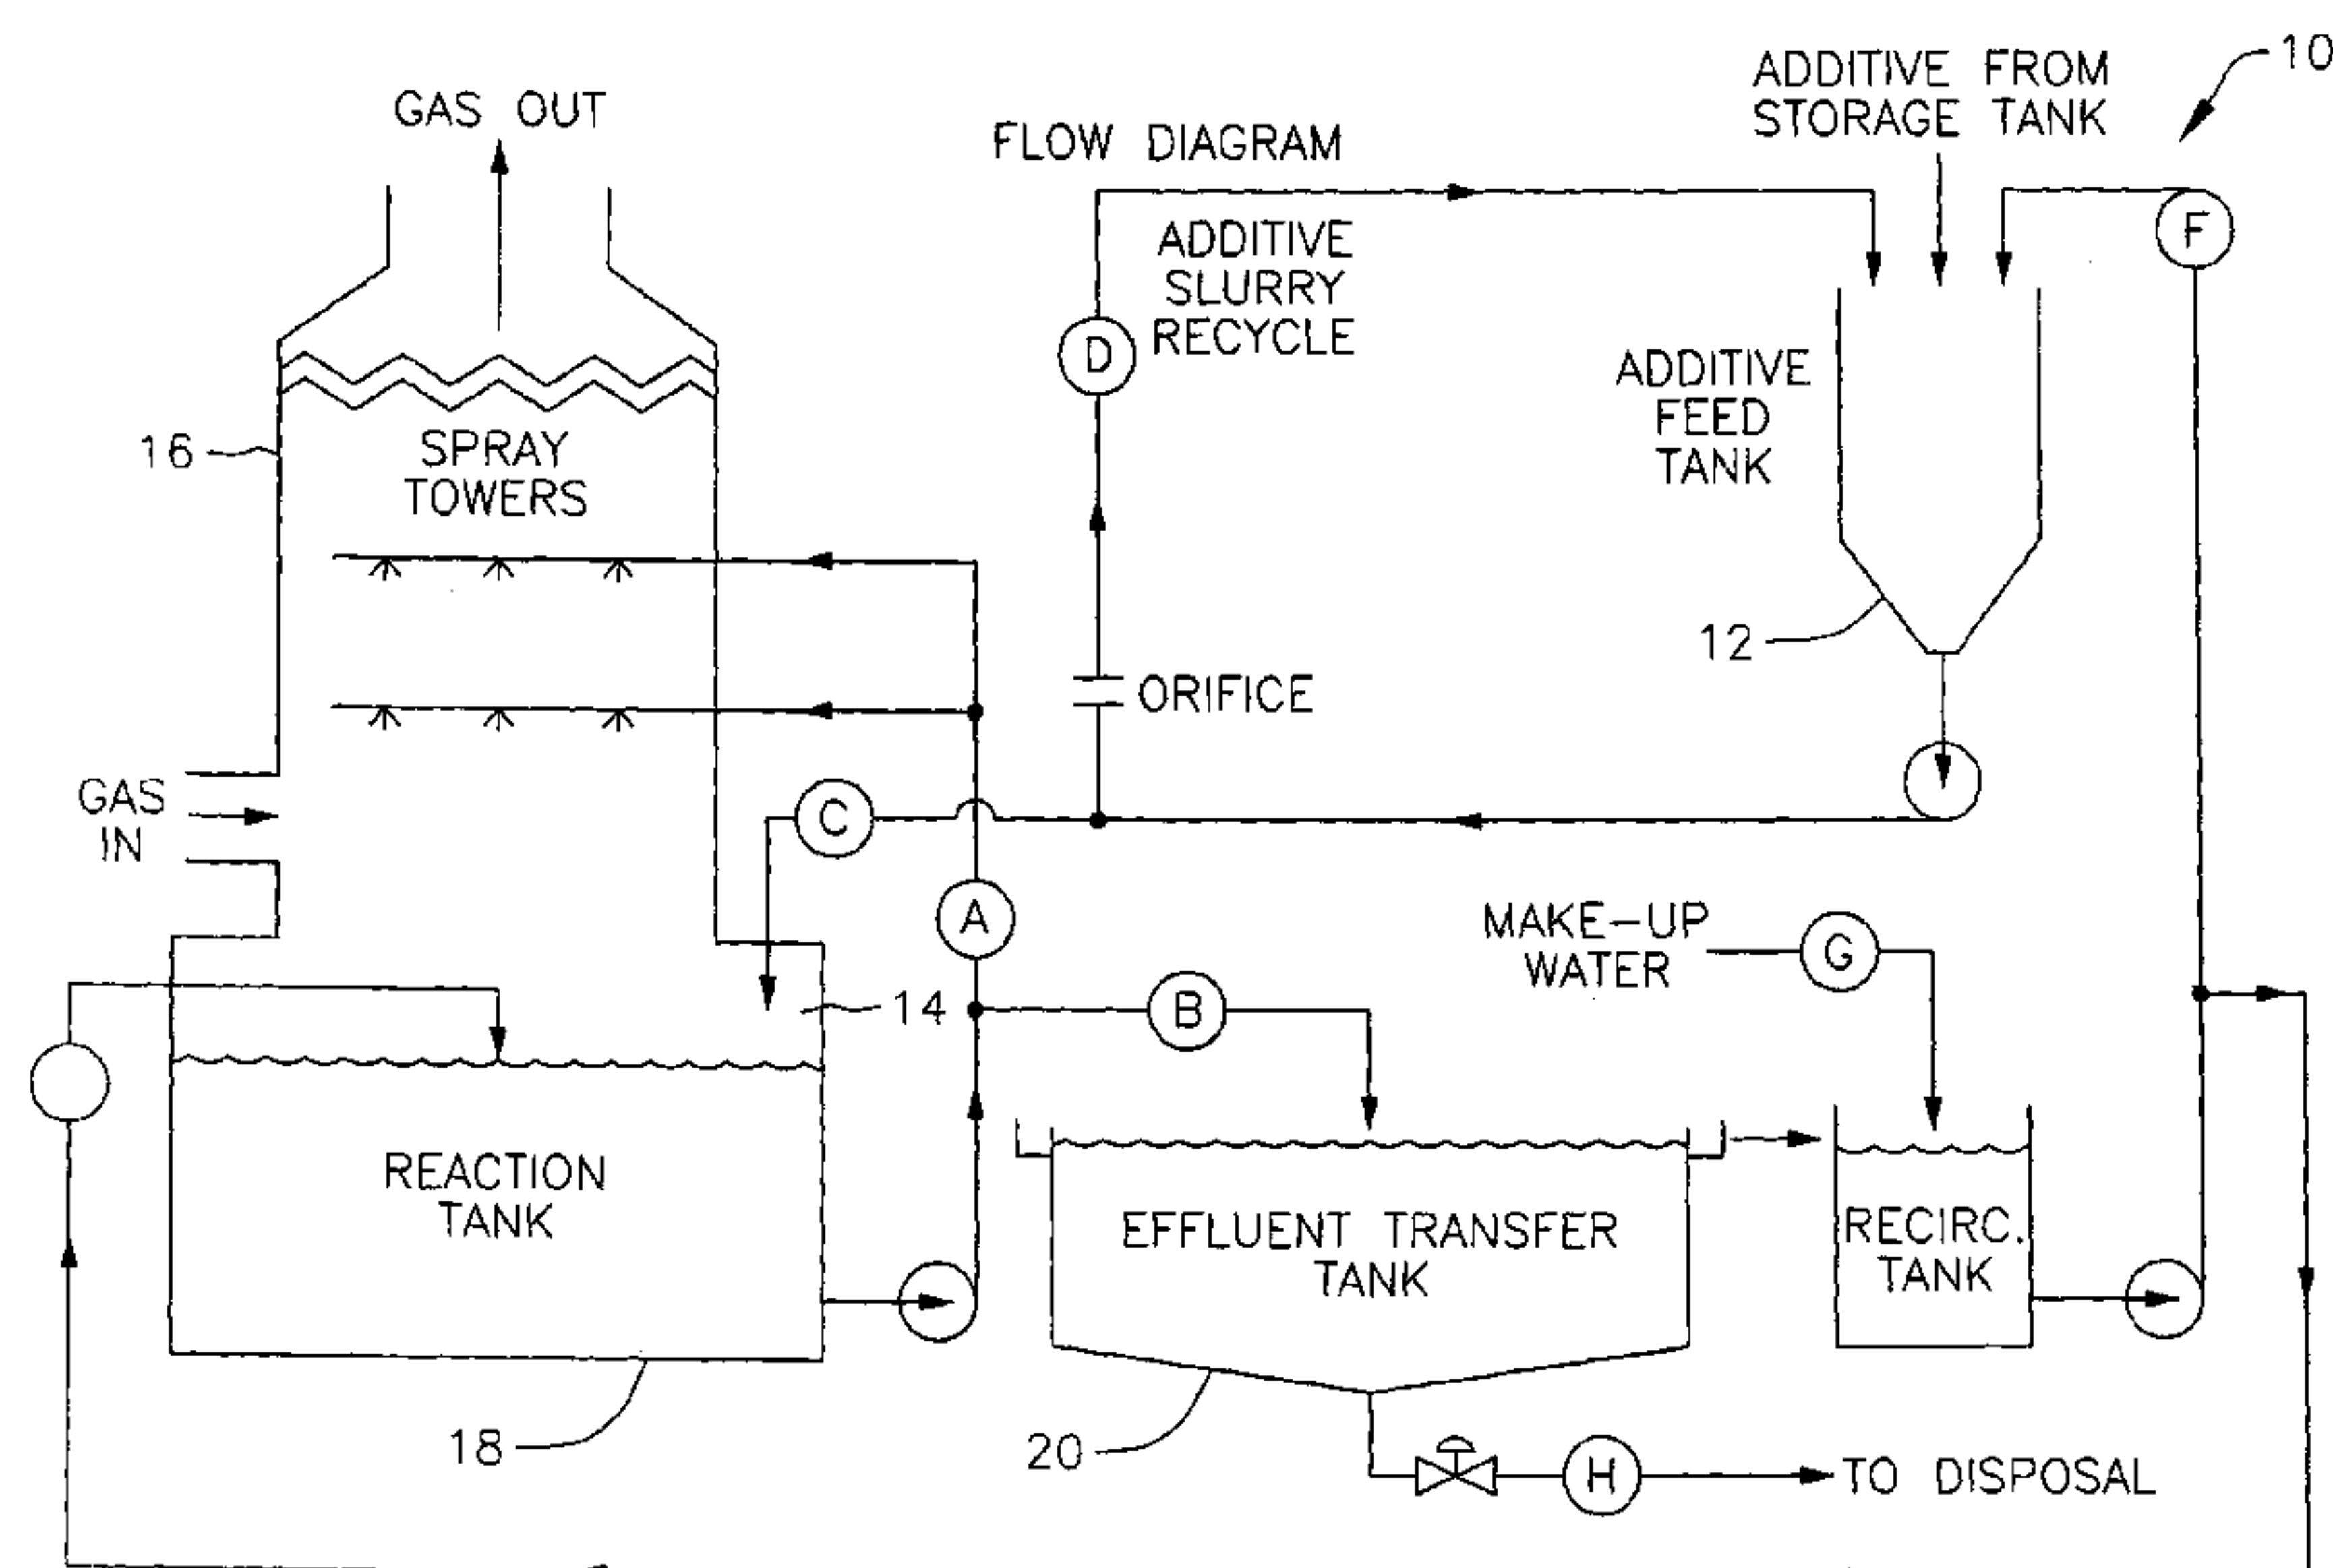 10
ADDITIVE FROM
STORAGE TANK
GAS OUT
FLOW DIAGRAM
F
ADDITIVE
SLURRY
RECYCLE
D
ADDITIVE
FEED
TANK
16
SPRAY
TOWERS
12
ORIFICE
GAS
IN
C
A
MAKE-UP
WATER
G
14
B
REACTION
TANK
EFFLUENT TRANSFER
TANK
RECIRC.
TANK
18
20
H
TO DISPOSAL